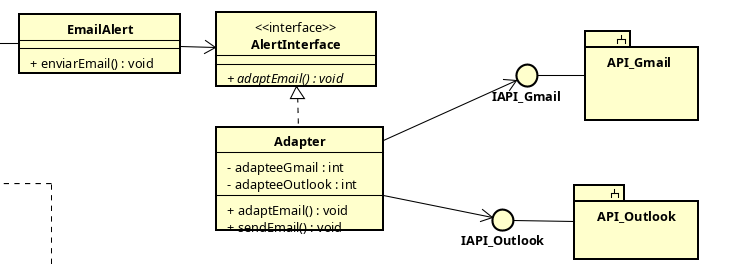 EmailAlert
+ enviarEmail() : void
<<interface>>
AlertInterface
+ adaptEmail() : void
API_Gmail
IAPI_Gmail
Adapter
- adapteeGmail : int
- adapteeOutlook : int
+ adaptEmail() : void
+ sendEmail() : void
API_Outlook
IAPI_Outlook